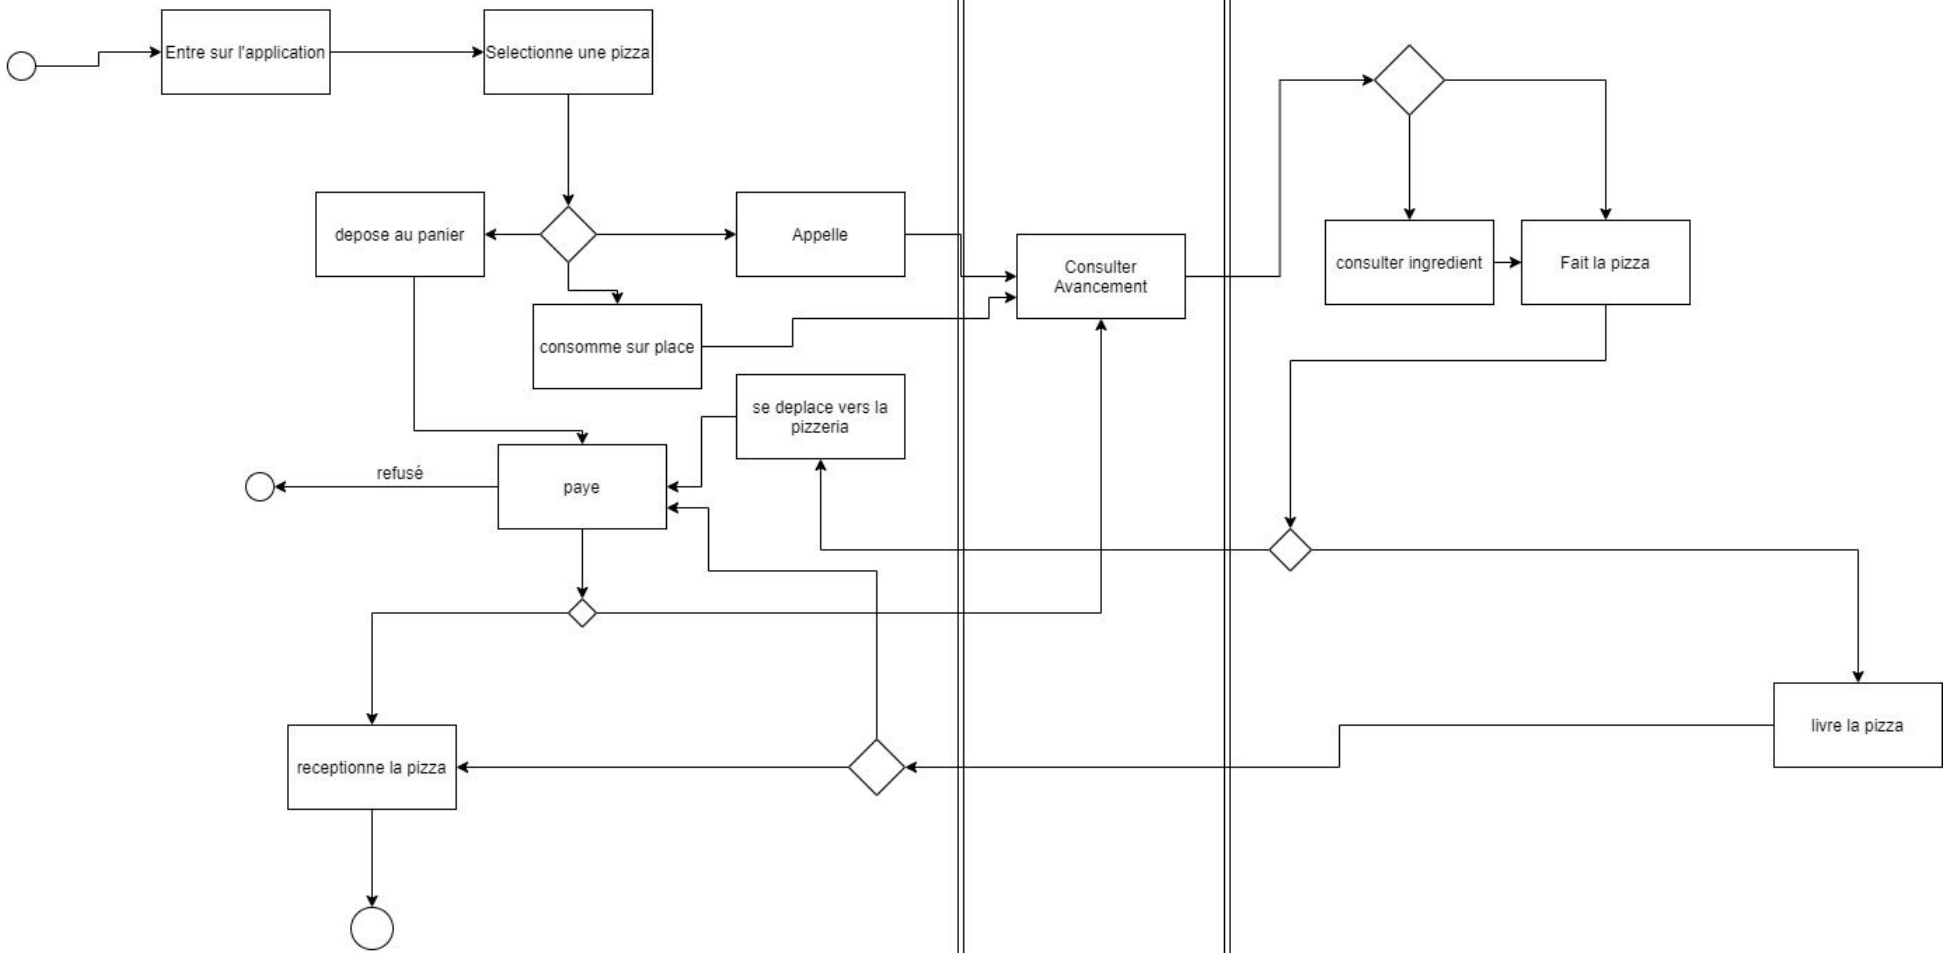 Entre sur l'application
Selectionne une pizza
depose au panier
Appelle
Consulter
Avancement
consulter ingredient
Fait la pizza
consomme sur place
se deplace vers la
pizzeria
refusé
paye
livre la pizza
receptionne la pizza